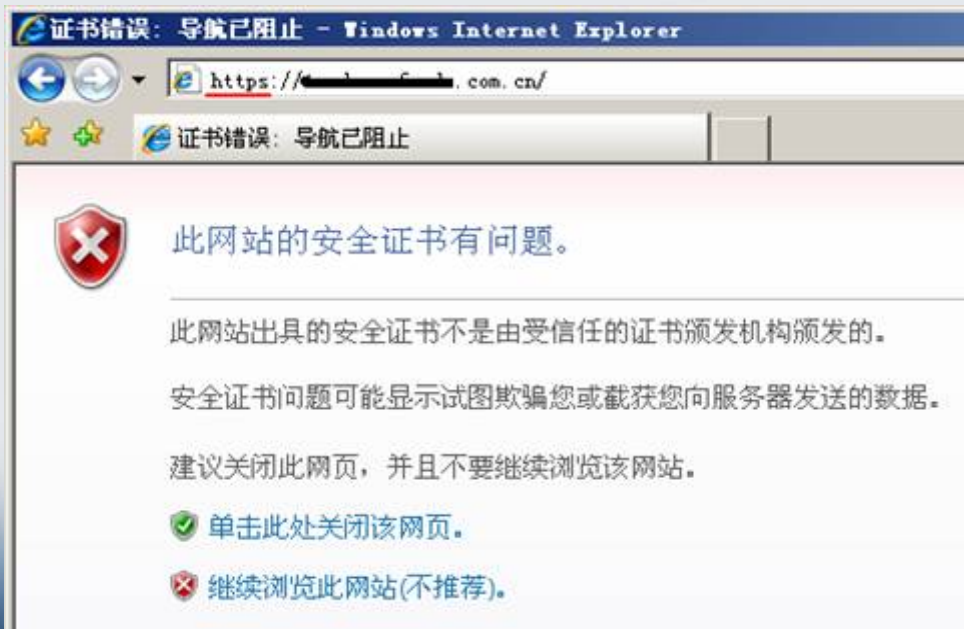 证书错误: 导航已阻止 - Windows Internet Explorer
https:// .com.cn/
证书错误: 导航已阻止
此网站的安全证书有问题。
此网站出具的安全证书不是由受信任的证书颁发机构颁发的。
安全证书问题可能显示试图欺骗您或截获您向服务器发送的数据。
建议关闭此网页，并且不要继续浏览该网站。
单击此处关闭该网页。
继续浏览此网站(不推荐)。